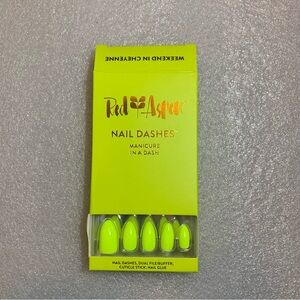 WEEKEND IN CHEYENNE
Red Aspen
NAIL DASHES
MANICURE
IN A DASH
NAIL DASHES, DUAL FILE/BUFFER,
CUTICLE STICK, NAIL GLUE